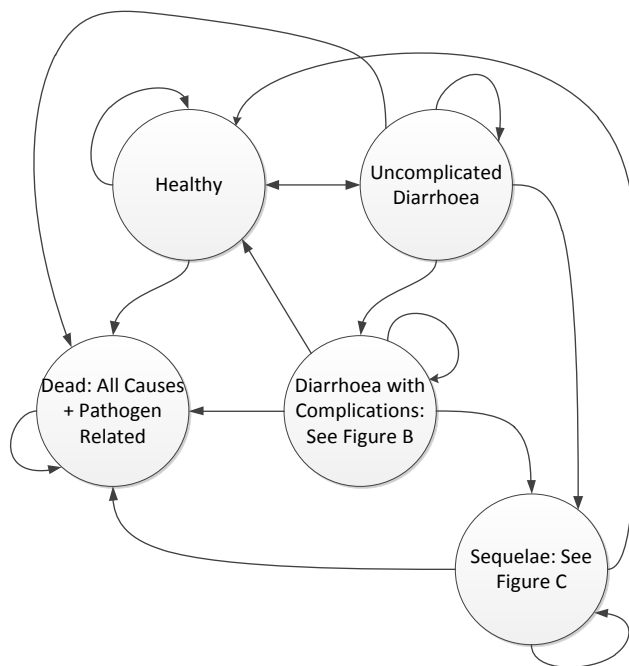 Healthy
Uncomplicated
Diarrhoea
Dead: All Causes
+ Pathogen
Related
Diarrhoea with
Complications:
See Figure B
Sequelae: See
Figure C